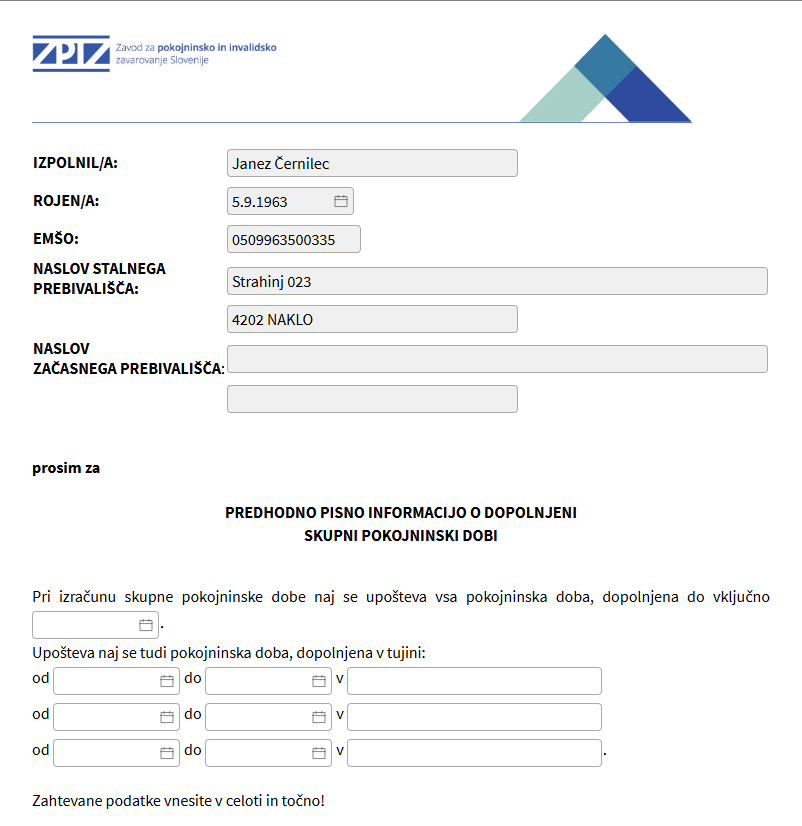 ZPIZ
Zavod za pokojninsko in invalidsko
zavarovanje Slovenije
IZPOLNIL/A: Janez Černilec
ROJEN/A: 5.9.1963
EMŠO: 0509963500335
NASLOV STALNEGA
PREBIVALIŠČA: Strahinj 023
4202 NAKLO
NASLOV
ZAČASNEGA PREBIVALIŠČA:
prosim za
PREDHODNO PISNO INFORMACIJO O DOPOLNJENI
SKUPNI POKOJNINSKI DOBI
Pri izračunu skupne pokojninske dobe naj se upošteva vsa pokojninska doba, dopolnjena do vključno
.
Upošteva naj se tudi pokojninska doba, dopolnjena v tujini:
od do v
od do v
od do v .
Zahtevane podatke vnesite v celoti in točno!